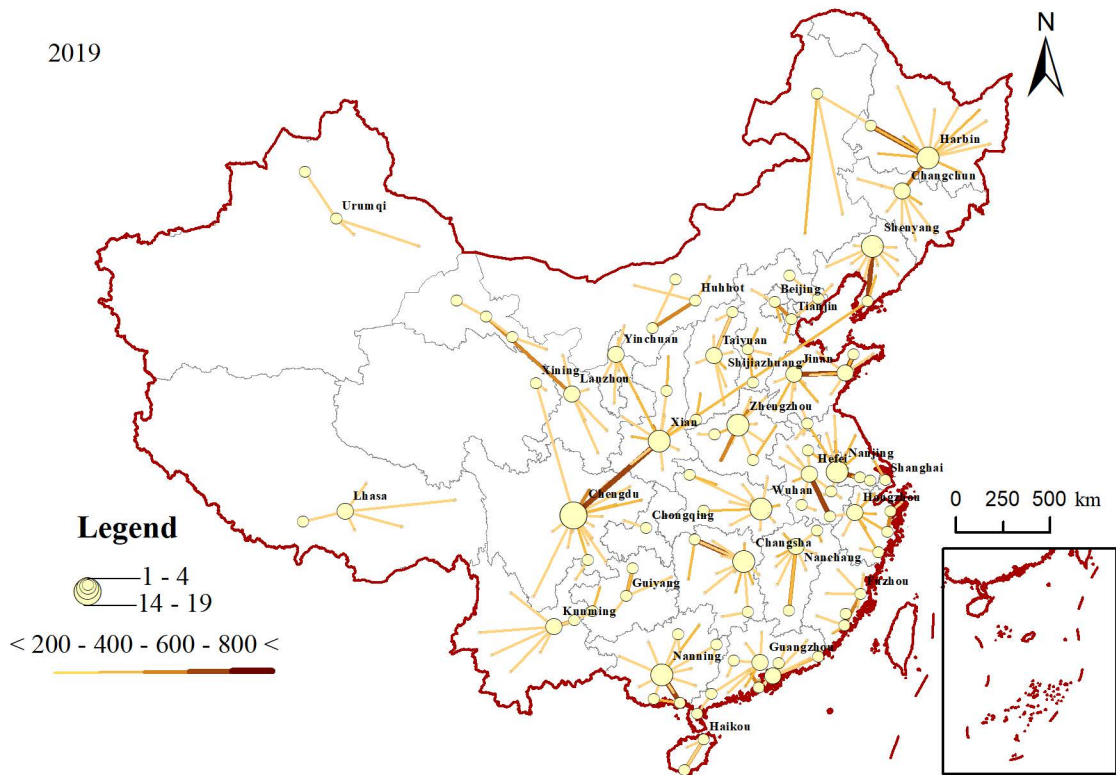 2019
N
Harbin
Changchun
Urumqi
Shenyang
Huhhot
Beijing
Tianjin
Yinchuan
Taiyuan
Shijiazhuang
Jinan
Xining
Lanzhou
Zhengzhou
Xian
Hefei
Nanjing
Shanghai
Lhasa
Chengdu
Wuhan
Hangzhou
0 250 500 km
Chongqing
Changsha
Nanchang
Legend
1 - 4
14 - 19
Guiyang
Fuzhou
Kunming
< 200 - 400 - 600 - 800 <
Nanning
Guangzhou
Haikou